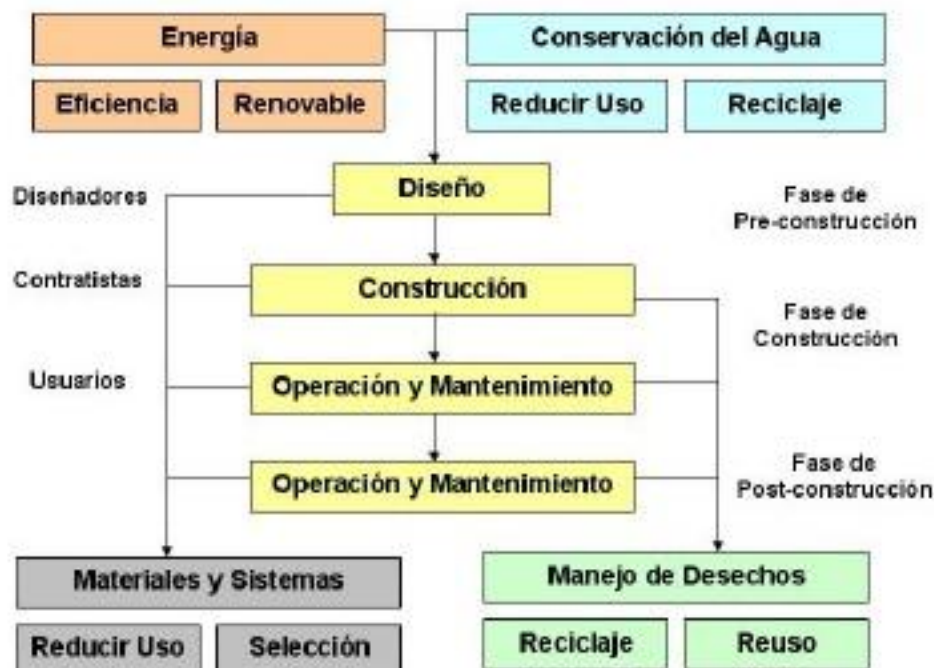 Energía
Conservación del Agua
Eficiencia
Renovable
Reducir Uso
Reciclaje
Diseñadores
Diseño
Fase de
Pre-construcción
Contratistas
Construcción
Fase de
Construcción
Usuarios
Operación y Mantenimiento
Operación y Mantenimiento
Fase de
Post-construcción
Materiales y Sistemas
Manejo de Desechos
Reducir Uso
Selección
Reciclaje
Reuso